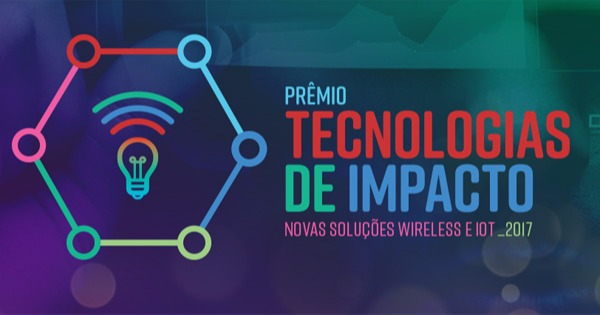 PRÊMIO
TECNOLOGIAS
DE IMPACTO
NOVAS SOLUÇÕES WIRELESS E IOT _2017